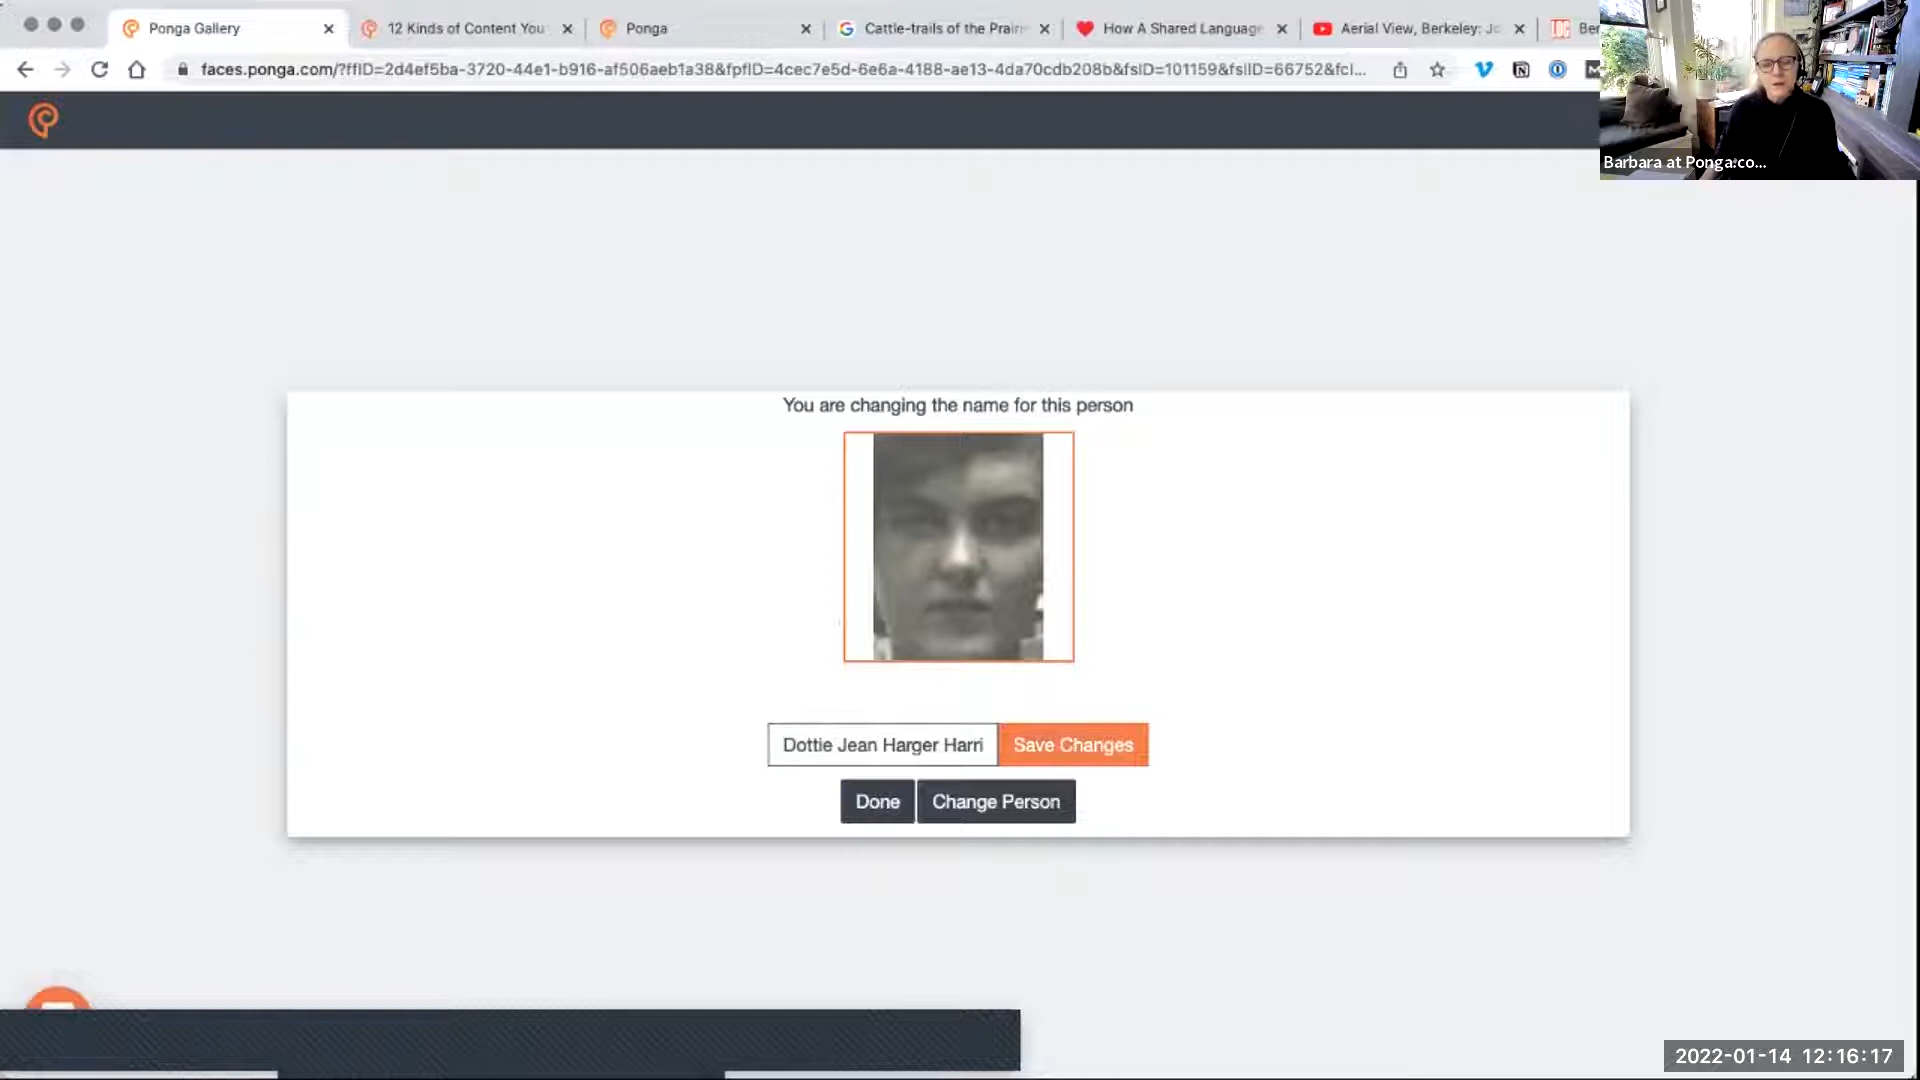 Ponga Gallery
12 Kinds of Content You
Ponga
Cattle-trails of the Prair
How A Shared Language
Aerial View, Berkeley: Jo
Be
faces.ponga.com/?ffID=2d4ef5ba-3720-44e1-b916-af506aeb1a38&fpfID=4cec7e5d-6e6a-4188-ae13-4da70cdb208b&fsID=101159&fsIID=66752&fcI...
Barbara at Ponga.co...
You are changing the name for this person
Dottie Jean Harger Harri
Save Changes
Done
Change Person
2022-01-14 12:16:17